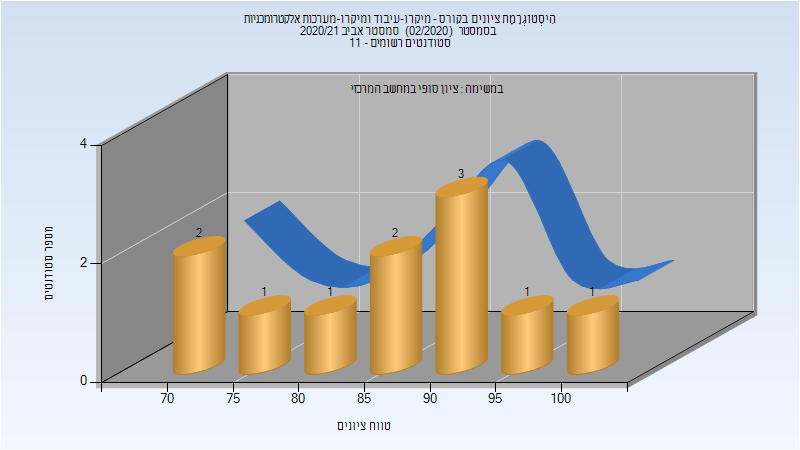 היסטוגרמת ציונים בקורס - מיקרו-עיבוד ומיקרו-מערכות אלקטרומכניות
בסמסטר (02/2020) סמסטר אביב 2020/21
סטודנטים רשומים - 11
במשימה : ציון סופי במחשב המרכזי
4
2
0
מספר סטודנטים
2
1
1
2
3
1
1
70
75
80
85
90
95
100
טווח ציונים